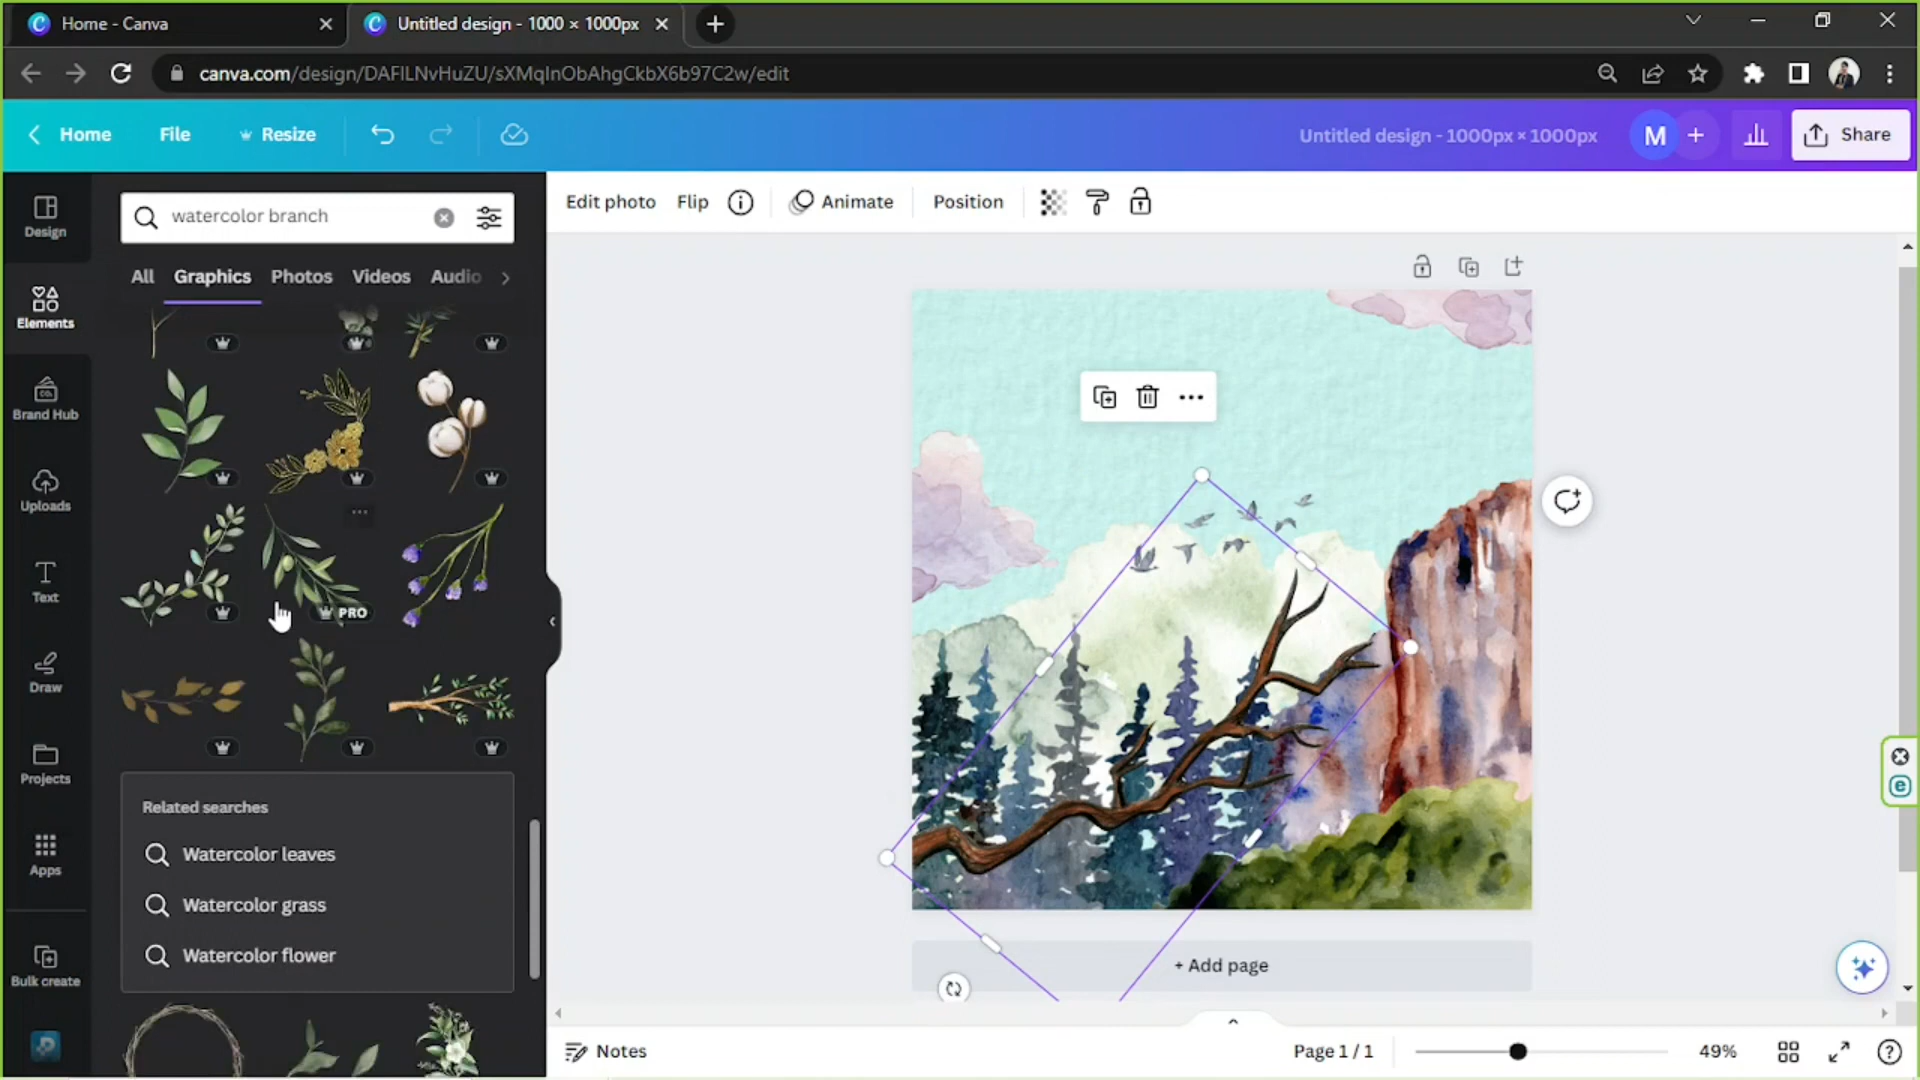 Home - Canva
Untitled design - 1000 × 1000px
canva.com/design/DAFILNvHuZU/sXMqInObAhgCkbX6b97C2w/edit
Home
File
Resize
Untitled design - 1000px × 1000px
M
Share
Design
Elements
Brand Hub
Uploads
Text
Draw
Projects
Apps
Bulk create
watercolor branch
All
Graphics
Photos
Videos
Audio
PRO
Related searches
Watercolor leaves
Watercolor grass
Watercolor flower
Edit photo
Flip
Animate
Position
+ Add page
Notes
Page 1 / 1
49%